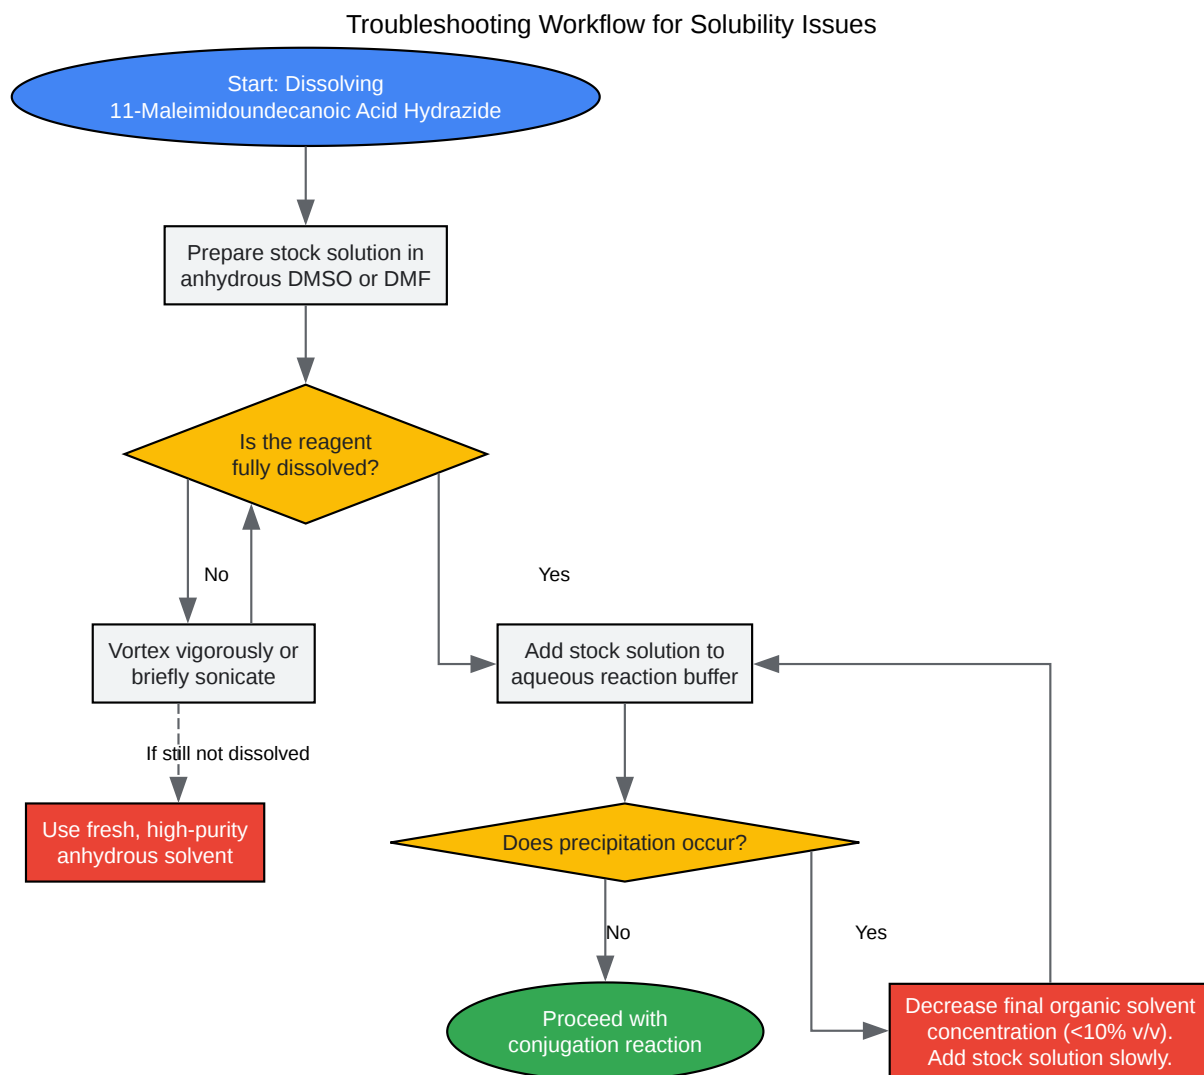 Troubleshooting Workflow for Solubility Issues
Start: Dissolving
11-Maleimidoundecanoic Acid Hydrazide
Prepare stock solution in
anhydrous DMSO or DMF
Is the reagent
fully dissolved?
No
Yes
Vortex vigorously or
briefly sonicate
Add stock solution to
aqueous reaction buffer
If still not dissolved
Use fresh, high-purity
anhydrous solvent
Does precipitation occur?
No
Yes
Proceed with
conjugation reaction
Decrease final organic solvent
concentration (<10% v/v).
Add stock solution slowly.